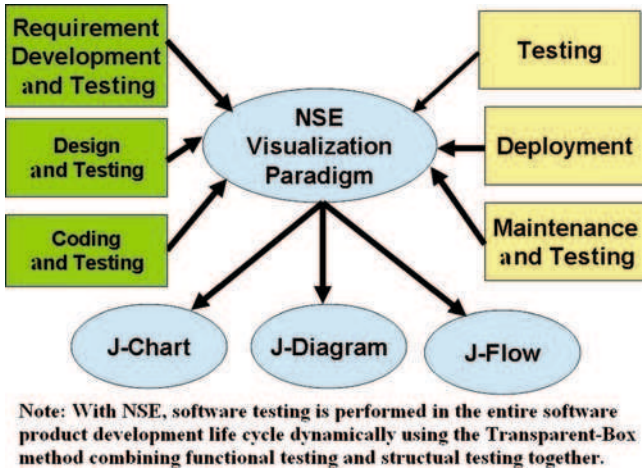 Requirement
Development
and Testing
Design
and Testing
Coding
and Testing
NSE
Visualization
Paradigm
Testing
Deployment
Maintenance
and Testing
J-Chart
J-Diagram
J-Flow
Note: With NSE, software testing is performed in the entire software
product development life cycle dynamically using the Transparent-Box
method combining functional testing and structual testing together.